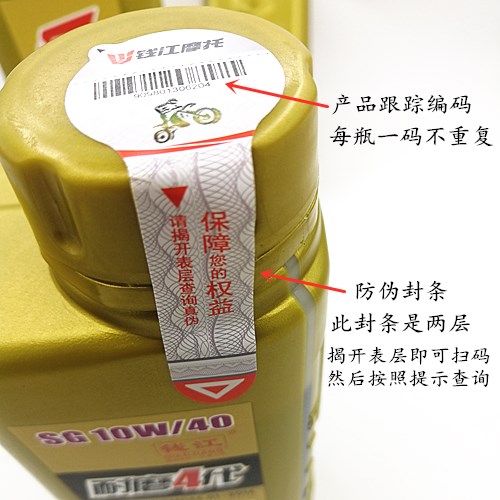 钱江摩托
909801306204
产品跟踪编码
每瓶一码不重复
保障您的权益
请揭开表层查询真伪
防伪封条
此封条是两层
揭开表层即可扫码
然后按照提示查询
SG 10W/40
钱江
耐磨4代